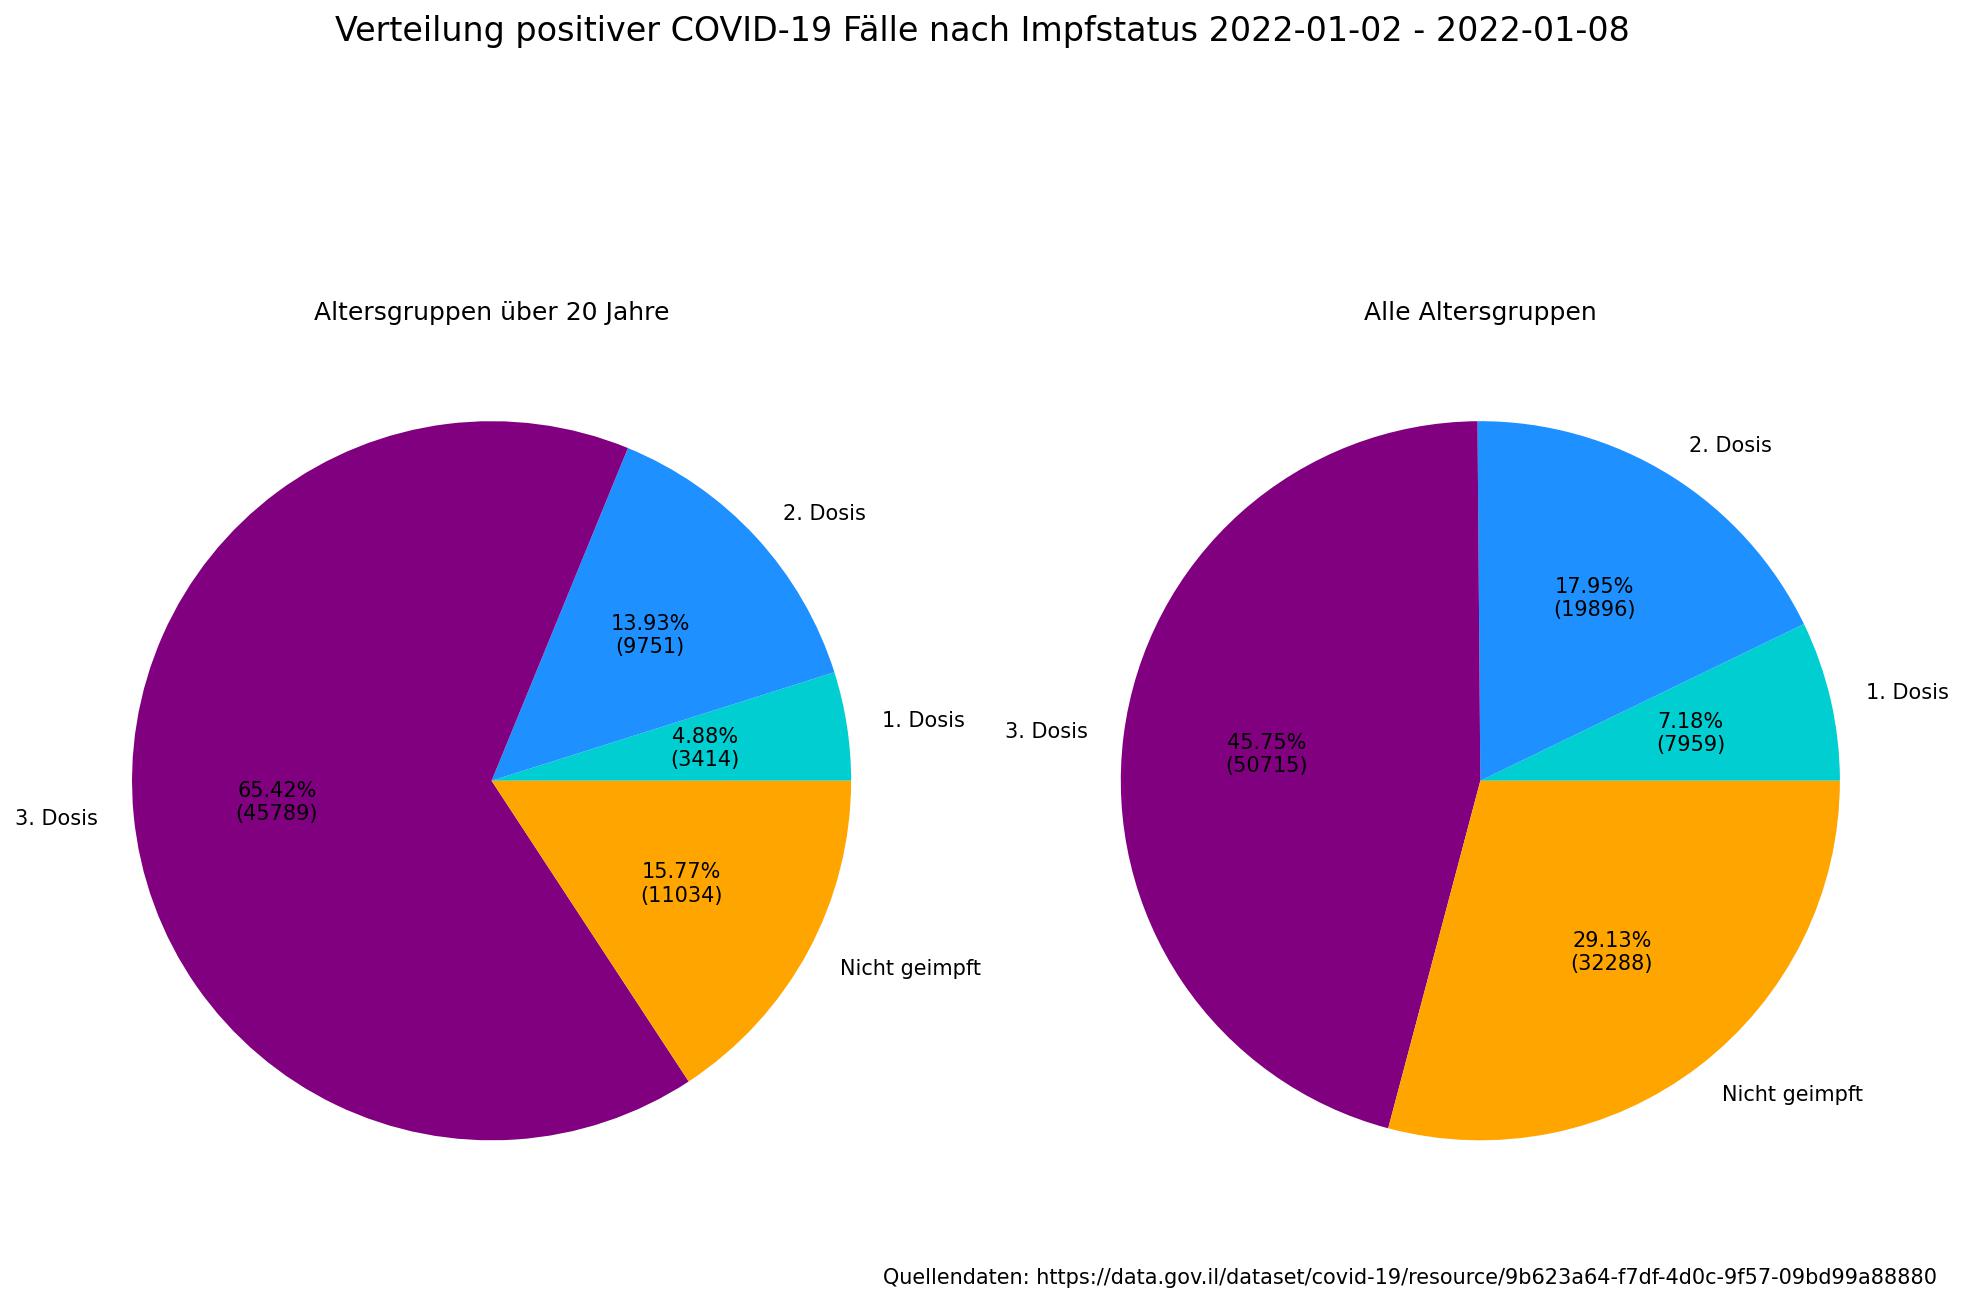 Verteilung positiver COVID-19 Fälle nach Impfstatus 2022-01-02 - 2022-01-08
Altersgruppen über 20 Jahre
2. Dosis
13.93%
(9751)
1. Dosis
4.88%
(3414)
65.42%
(45789)
3. Dosis
15.77%
(11034)
Nicht geimpft
Alle Altersgruppen
2. Dosis
17.95%
(19896)
1. Dosis
7.18%
(7959)
3. Dosis
45.75%
(50715)
29.13%
(32288)
Nicht geimpft
Quellendaten: https://data.gov.il/dataset/covid-19/resource/9b623a64-f7df-4d0c-9f57-09bd99a88880